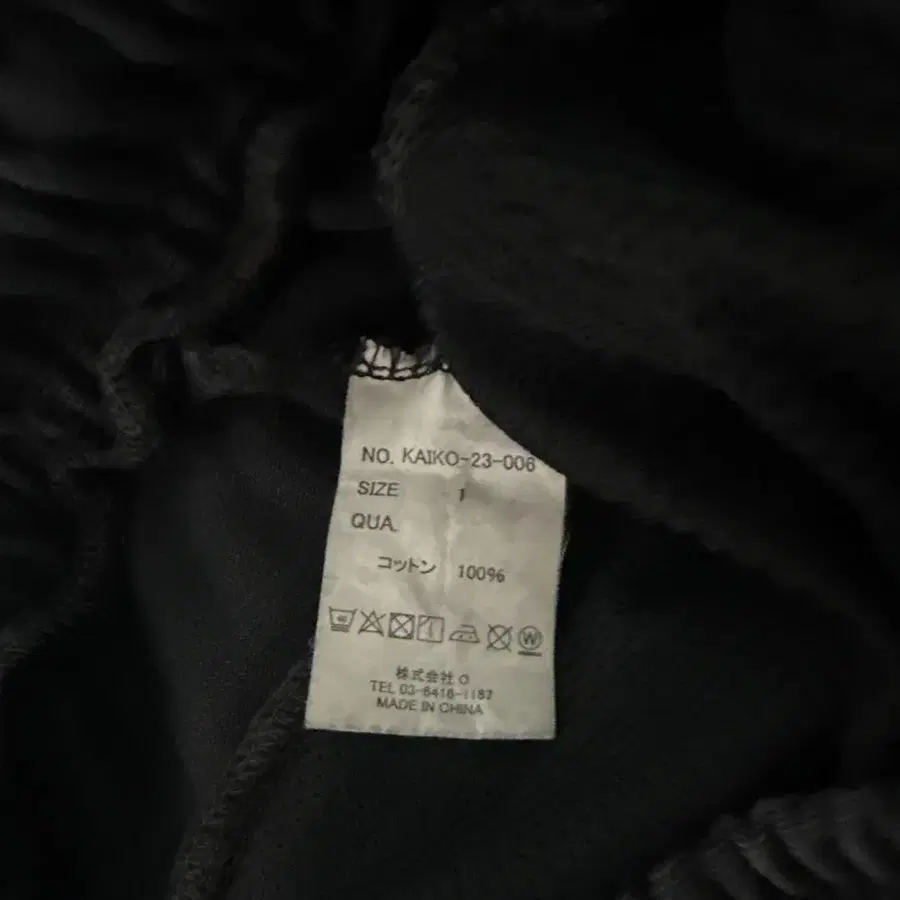 NO. KAIKO-23-006
SIZE 1
QUA.
コットン 100%
40
W
株式会社 O
TEL 03-6416-1187
MADE IN CHINA